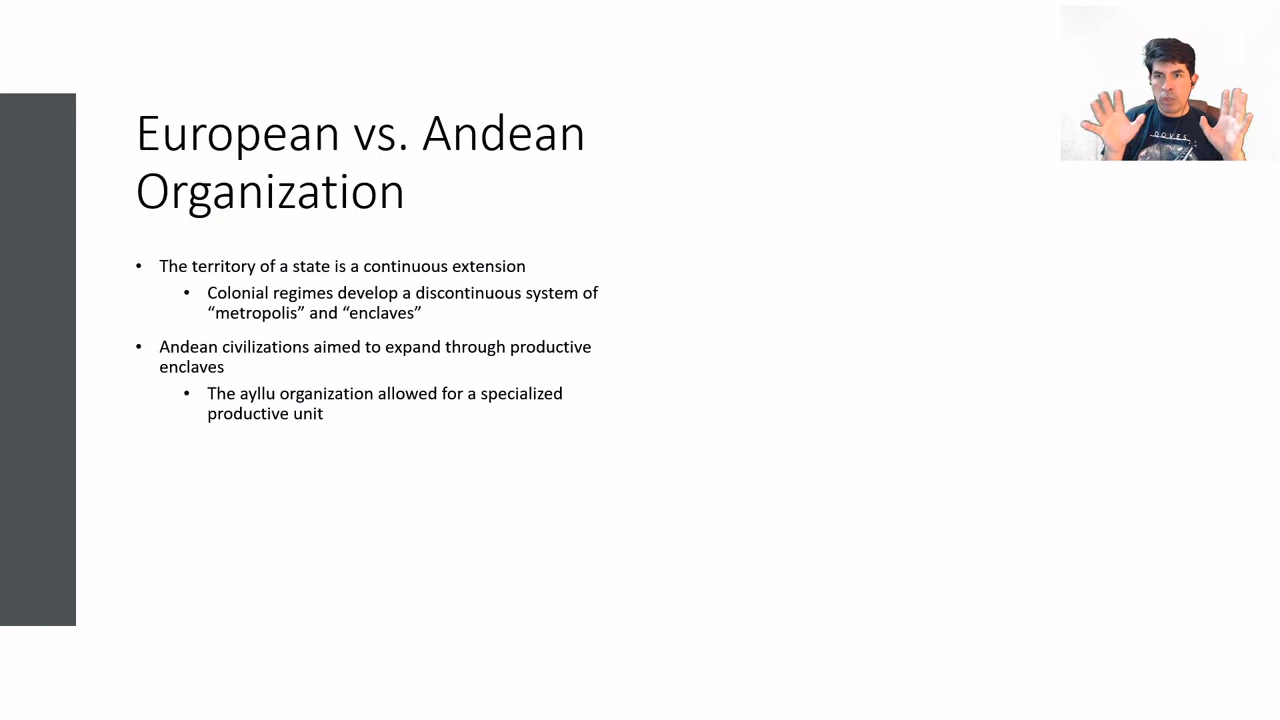 European vs. Andean
Organization
• The territory of a state is a continuous extension
• Colonial regimes develop a discontinuous system of
“metropolis” and “enclaves”
• Andean civilizations aimed to expand through productive
enclaves
• The ayllu organization allowed for a specialized
productive unit
DOVES